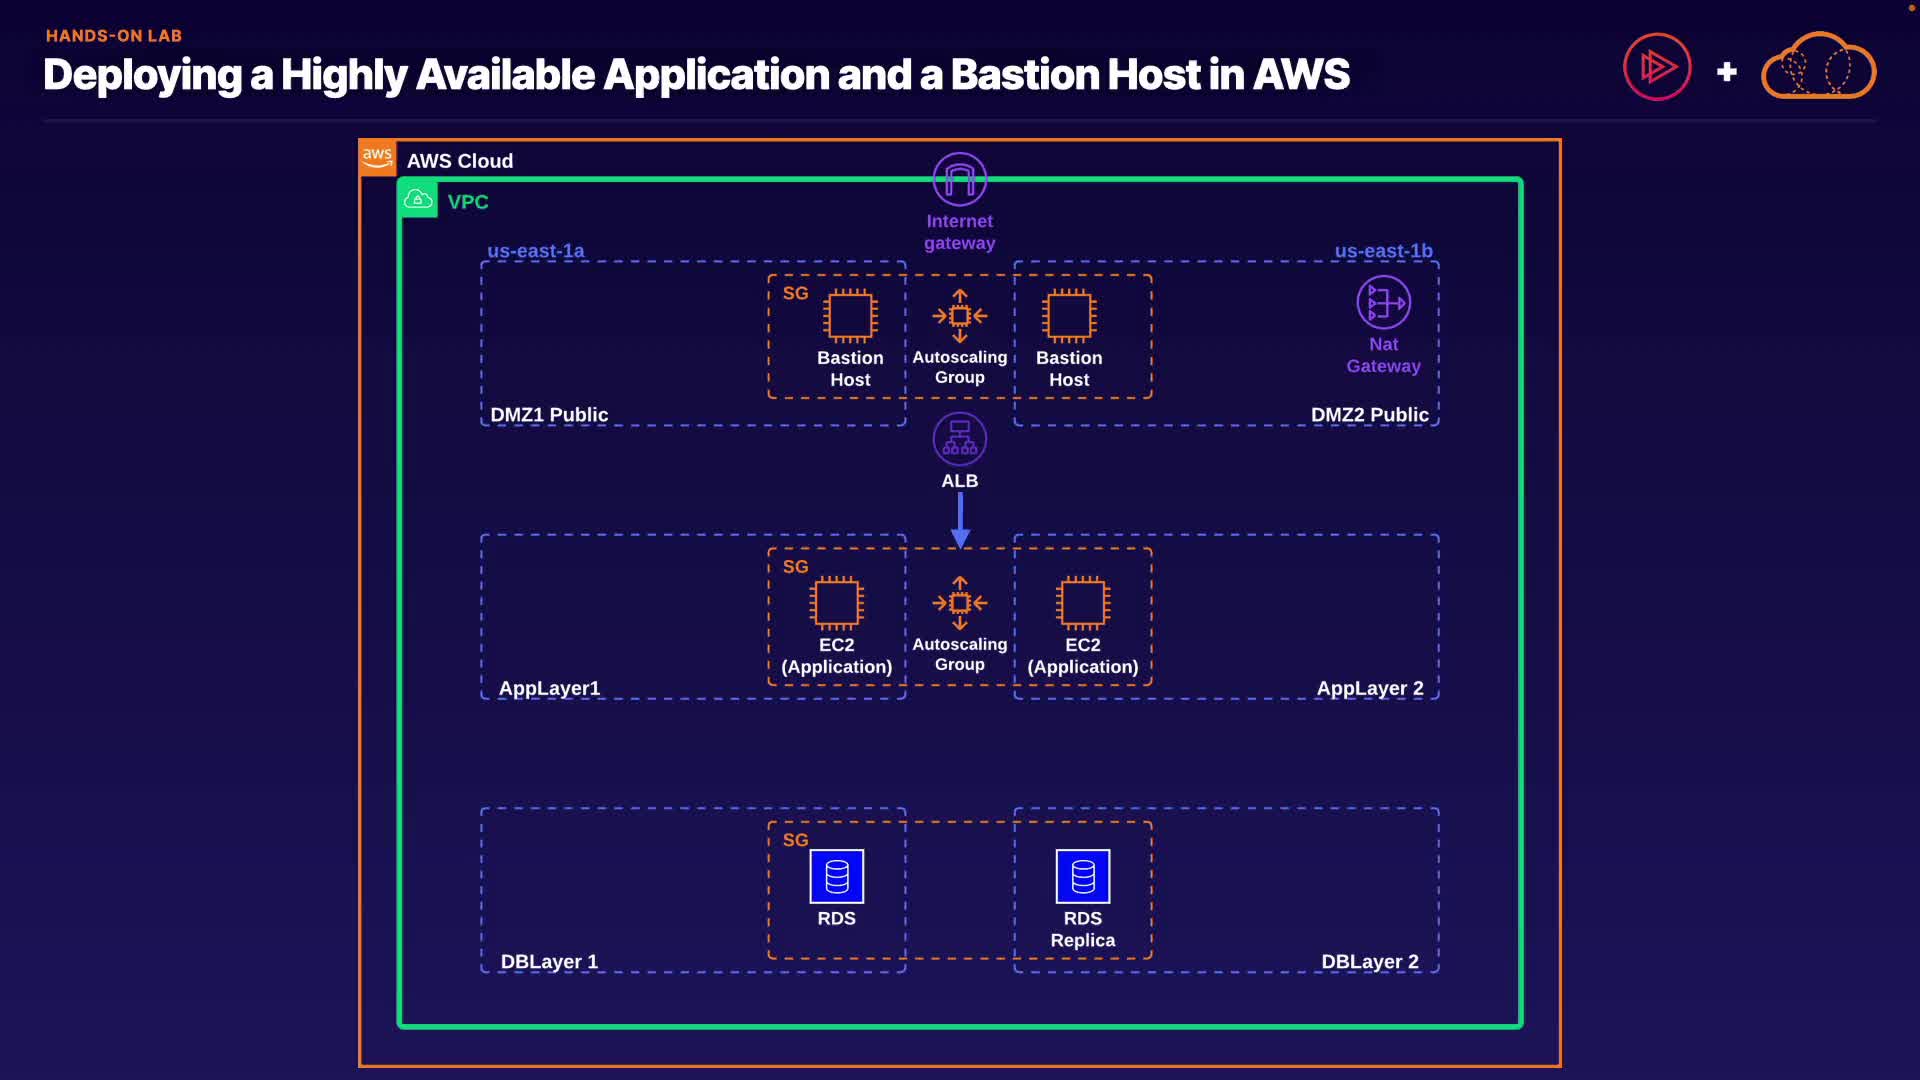 HANDS-ON LAB
Deploying a Highly Available Application and a Bastion Host in AWS
aws
AWS Cloud
VPC
Internet
gateway
us-east-1a
us-east-1b
SG
Bastion
Host
Autoscaling
Group
Bastion
Host
Nat
Gateway
DMZ1 Public
DMZ2 Public
ALB
SG
EC2
(Application)
Autoscaling
Group
EC2
(Application)
AppLayer1
AppLayer 2
SG
RDS
RDS
Replica
DBLayer 1
DBLayer 2